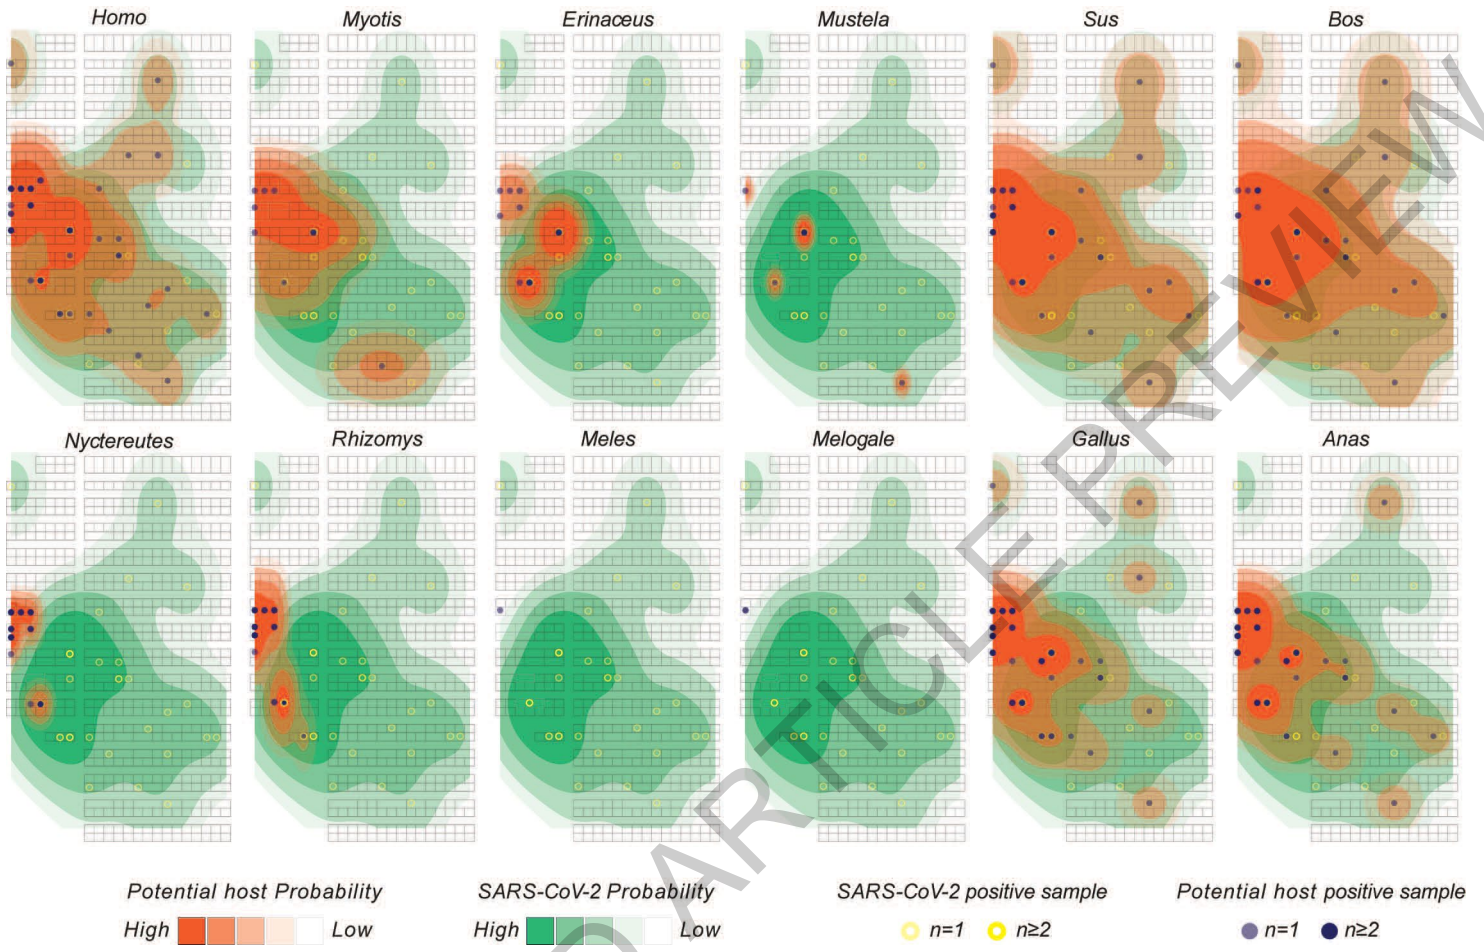 Homo Myotis Erinaceus Mustela Sus Bos
Nyctereutes Rhizomys Meles Melogale Gallus Anas
Potential host Probability SARS-CoV-2 Probability SARS-CoV-2 positive sample Potential host positive sample
High Low High Low n=1 n≥2 n=1 n≥2
ARTICLE PREVIEW